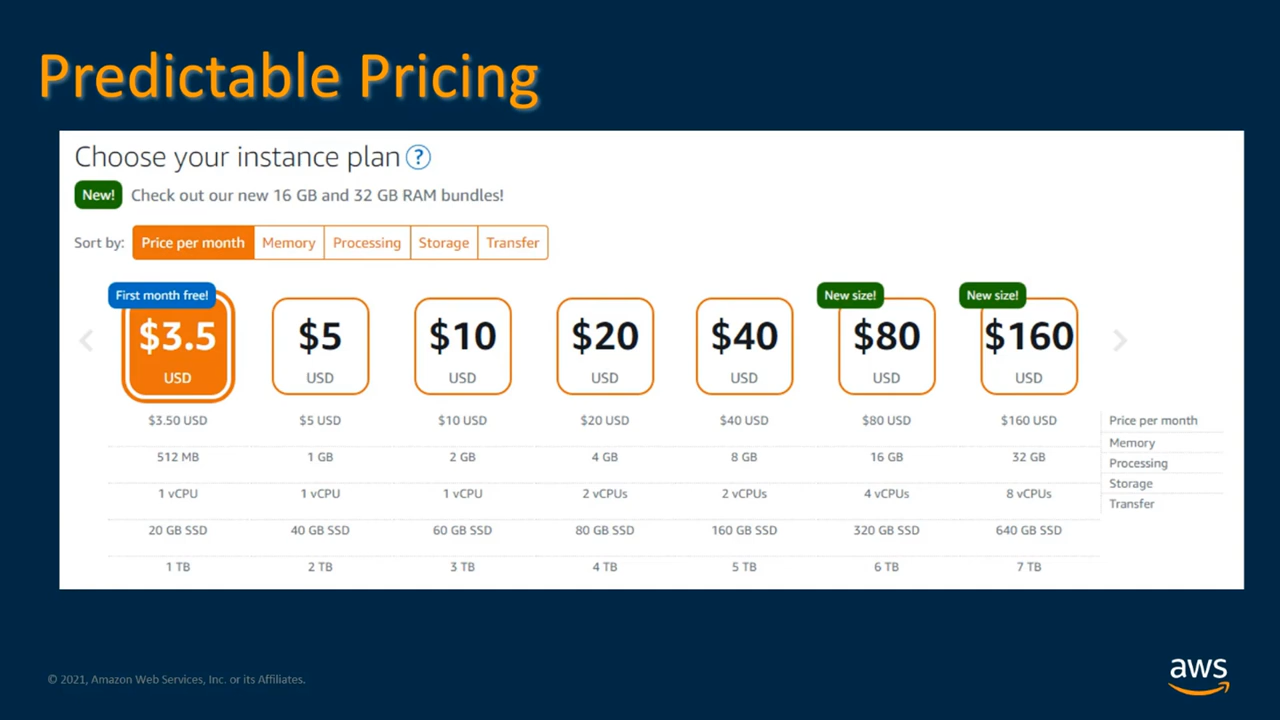 Predictable Pricing
Choose your instance plan ?
New! Check out our new 16 GB and 32 GB RAM bundles!
Sort by: Price per month Memory Processing Storage Transfer
First month free! New size! New size!
$3.5 $5 $10 $20 $40 $80 $160
USD USD USD USD USD USD USD
$3.50 USD $5 USD $10 USD $20 USD $40 USD $80 USD $160 USD Price per month
512 MB 1 GB 2 GB 4 GB 8 GB 16 GB 32 GB Memory
1 vCPU 1 vCPU 1 vCPU 2 vCPUs 2 vCPUs 4 vCPUs 8 vCPUs Processing
20 GB SSD 40 GB SSD 60 GB SSD 80 GB SSD 160 GB SSD 320 GB SSD 640 GB SSD Storage
1 TB 2 TB 3 TB 4 TB 5 TB 6 TB 7 TB Transfer
© 2021, Amazon Web Services, Inc. or its Affiliates.
aws